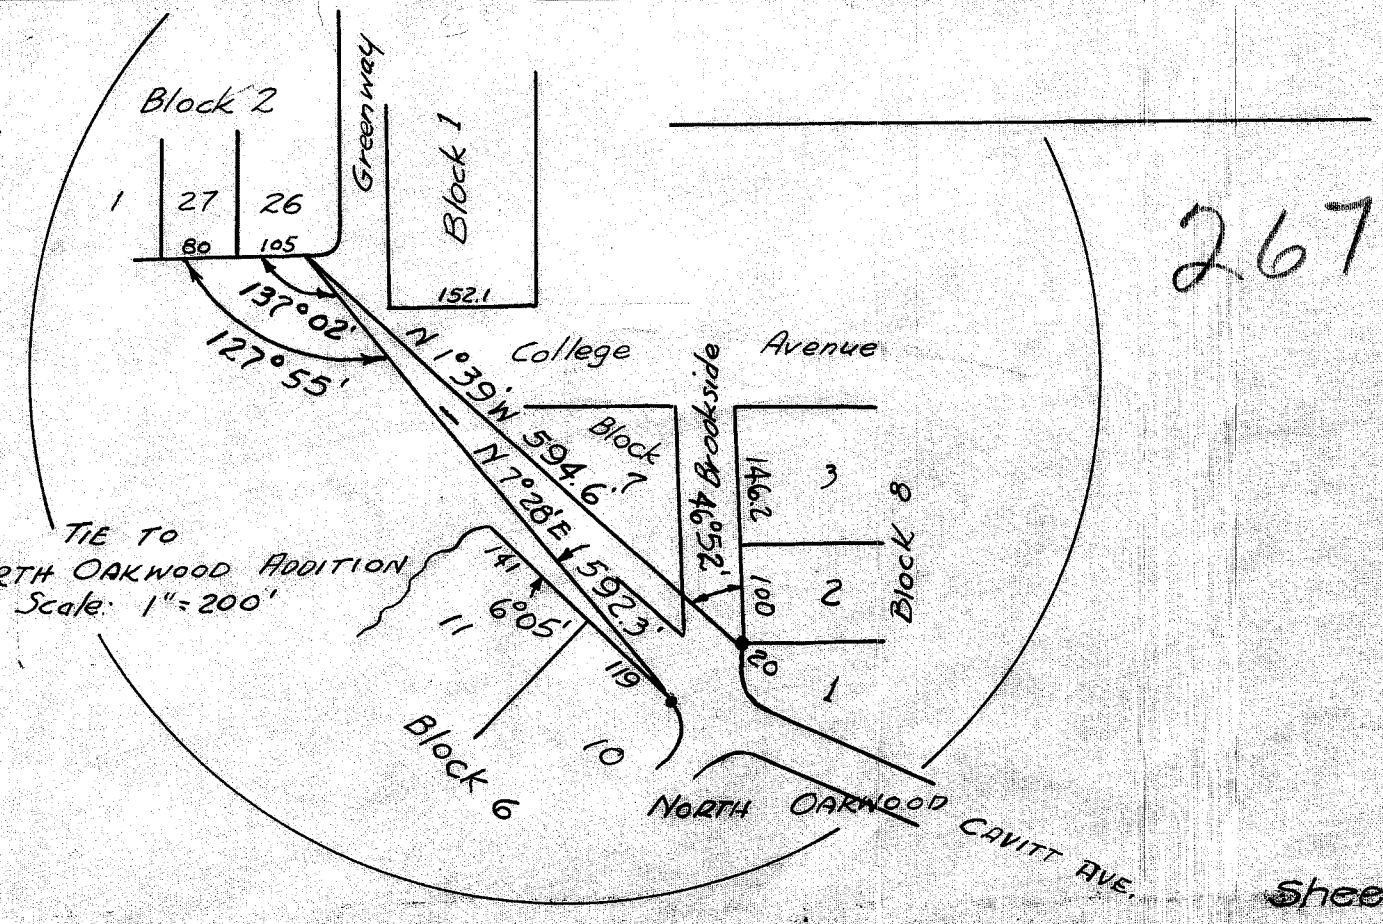 Block 2
Greenway
Block 1
1
27
26
80
105
152.1
267
137°02'
127°55'
N 1°39' W 594.6
College
Avenue
Brookside
Block
7
N 7°28' E 592.3'
46°52'
146.2
3
Block 8
100
2
20
1
TIE TO
RTH OAKWOOD ADDITION
Scale: 1"=200'
141
6°05'
11
119
10
Block 6
NORTH OAKWOOD
CAVITT AVE.
Shee